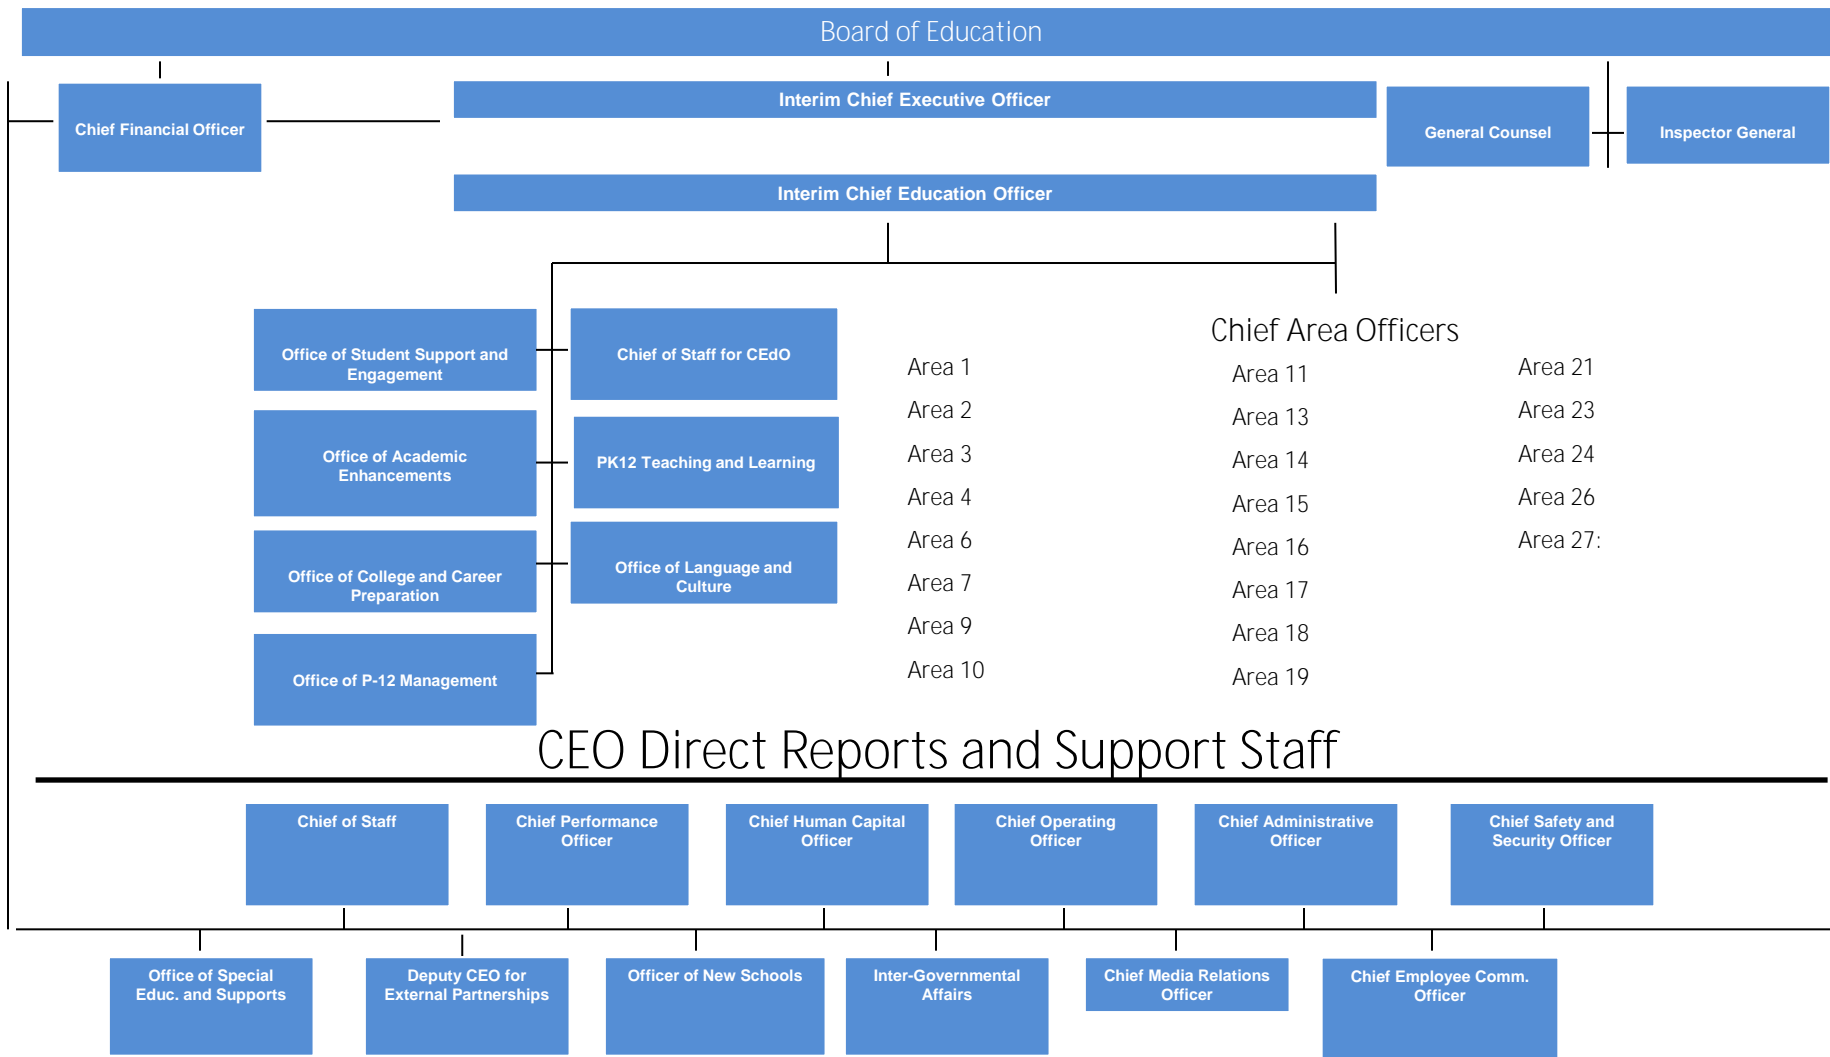 Board of Education
Interim Chief Executive Officer
Chief Financial Officer
General Counsel
Inspector General
Interim Chief Education Officer
Office of Student Support and
Engagement
Chief of Staff for CEdO
Office of Academic
Enhancements
PK12 Teaching and Learning
Office of College and Career
Preparation
Office of Language and
Culture
Office of P-12 Management
Chief Area Officers
Area 1
Area 2
Area 3
Area 4
Area 6
Area 7
Area 9
Area 10
Area 11
Area 13
Area 14
Area 15
Area 16
Area 17
Area 18
Area 19
Area 21
Area 23
Area 24
Area 26
Area 27:
CEO Direct Reports and Support Staff
Chief of Staff
Chief Performance
Officer
Chief Human Capital
Officer
Chief Operating
Officer
Chief Administrative
Officer
Chief Safety and
Security Officer
Office of Special
Educ. and Supports
Deputy CEO for
External Partnerships
Officer of New Schools
Inter-Governmental
Affairs
Chief Media Relations
Officer
Chief Employee Comm.
Officer